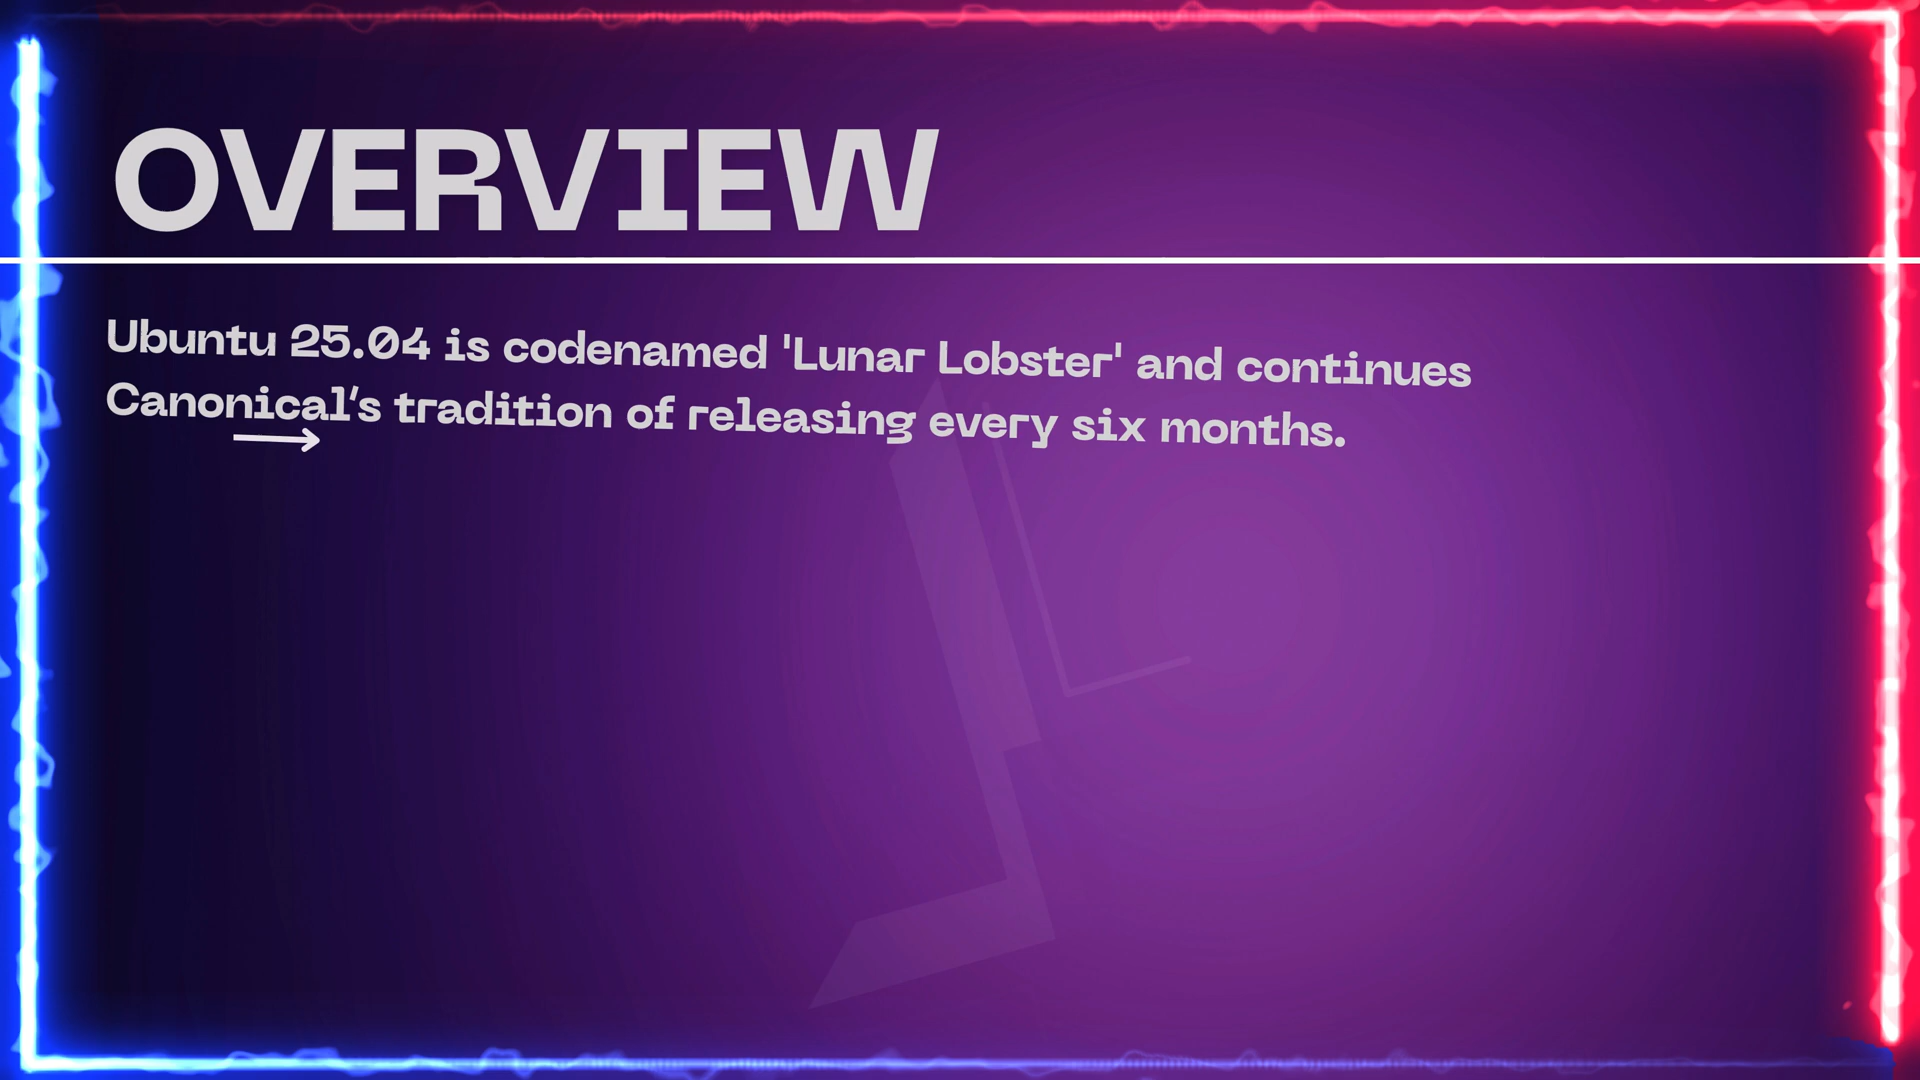 OVERVIEW
Ubuntu 25.04 is codenamed 'Lunar Lobster' and continues
Canonical's tradition of releasing every six months.